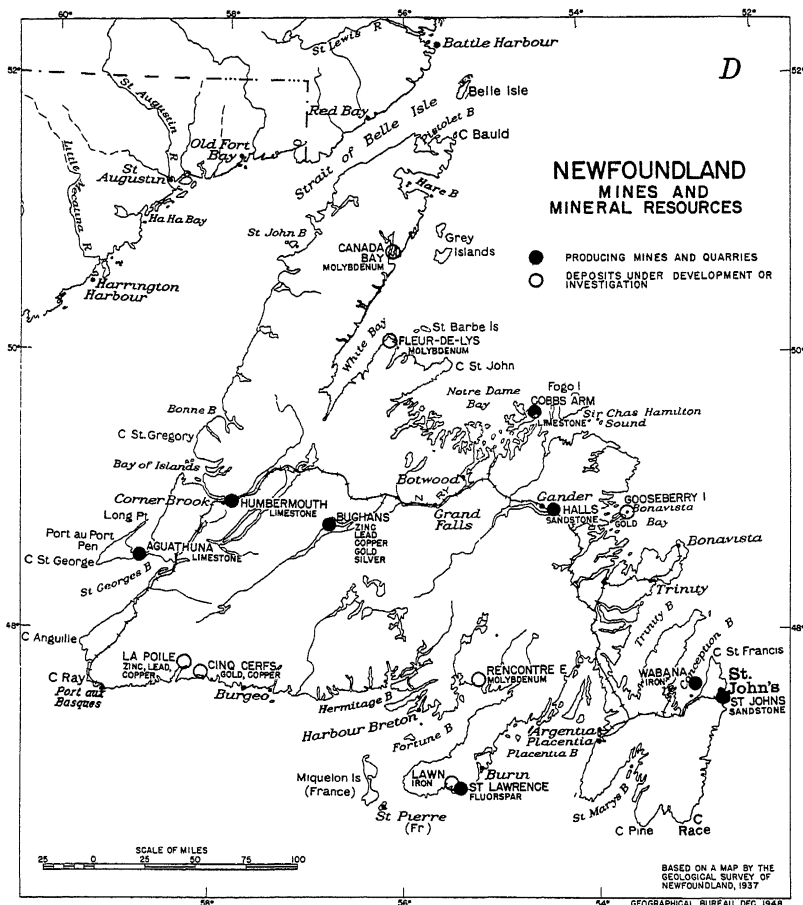 60°
58°
56°
54°
52°
52°
52°
50°
50°
48°
48°
D
St Lewis R
Battle Harbour
Belle Isle
St Augustin R
Red Bay
Strait of Belle Isle
Pistolet B
C Bauld
Old Fort
Bay
St
Augustin
Little
Mecatina R
Ha Ha Bay
Hare B
St John B
Harrington
Harbour
NEWFOUNDLAND
MINES AND
MINERAL RESOURCES
PRODUCING MINES AND QUARRIES
DEPOSITS UNDER DEVELOPMENT OR
INVESTIGATION
CANADA
BAY
MOLYBDENUM
Grey
Islands
St Barbe Is
White Bay
FLEUR-DE-LYS
MOLYBDENUM
C St John
Notre Dame
Bay
Fogo I
COBBS ARM
LIMESTONE
Sir Chas Hamilton
Sound
Bonne B
C St. Gregory
Bay of Islands
Corner Brook
HUMBERMOUTH
LIMESTONE
Botwood
N Ry
Grand
Falls
Gander
HALLS
SANDSTONE
GOOSEBERRY I
GOLD
Bonavista
Bay
Bonavista
Long Pt
Port au Port
Pen
BUGHANS
ZINC
LEAD
COPPER
GOLD
SILVER
AGUATHUNA
LIMESTONE
C St George
St Georges B
Trinity
Trinity B
Conception B
C St Francis
C Anguille
LA POILE
ZINC, LEAD,
COPPER
CINQ CERFS
GOLD, COPPER
C Ray
Port aux
Basques
Burgeo
Hermitage B
RENCONTRE E
MOLYBDENUM
WABANA
IRON
St.
John's
ST JOHNS
SANDSTONE
Harbour Breton
Fortune B
Argentia
Placentia
Placentia B
Miquelon Is
(France)
LAWN
IRON
Burin
ST LAWRENCE
FLUORSPAR
St Pierre
(Fr)
St Marys B
C Pine
C
Race
SCALE OF MILES
25 0 25 50 75 100
BASED ON A MAP BY THE
GEOLOGICAL SURVEY OF
NEWFOUNDLAND, 1937
58°
56°
54°
GEOGRAPHICAL BUREAU DEC. 1948